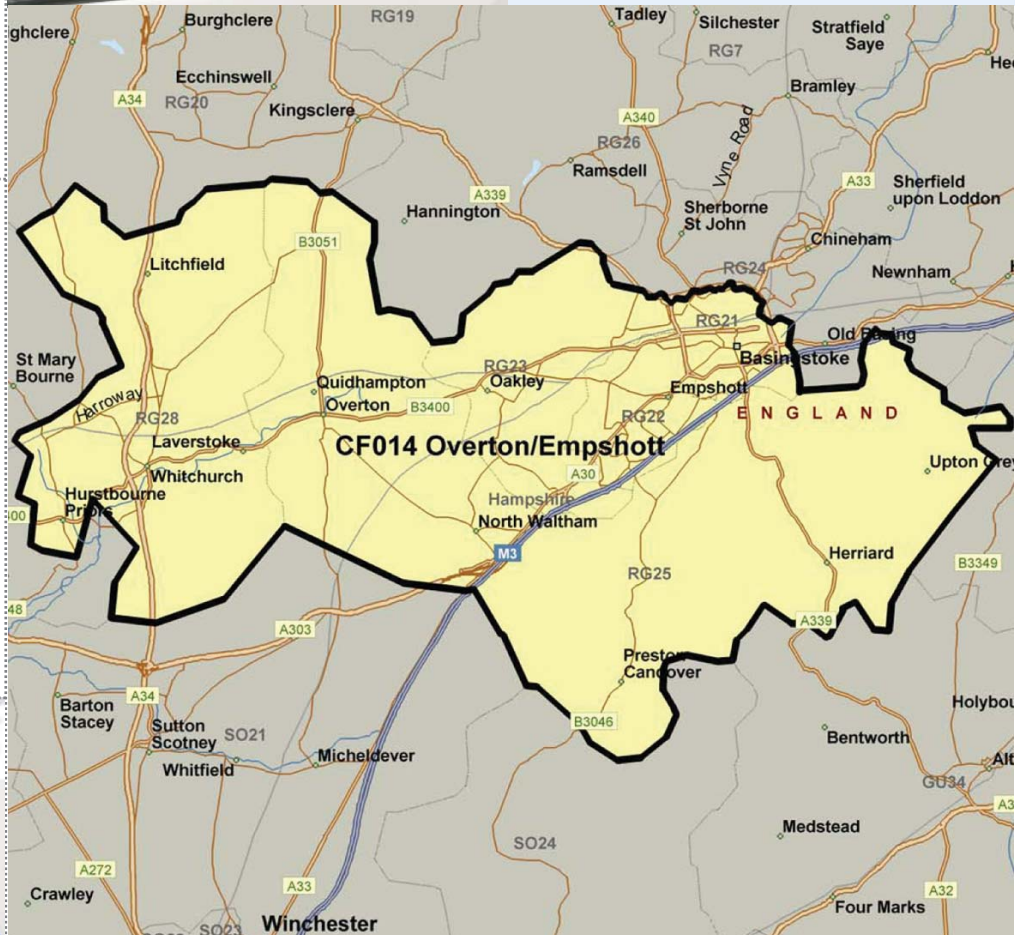 RG19
Tadley
Silchester
Stratfield
Saye
ghclere
Burghclere
RG7
Ecchinswell
Bramley
A34
RG20
Kingsclere
A340
Vyne Road
RG26
Ramsdell
A339
A33
Sherfield
upon Loddon
Hannington
Sherborne
St John
B3051
Chineham
Litchfield
RG24
Newnham
RG21
Old Basing
St Mary
Bourne
Basingstoke
RG23
Quidhampton
Oakley
Empshott
Harroway
Overton
B3400
RG28
RG22
ENGLAND
Laverstoke
CF014 Overton/Empshott
Whitchurch
A30
Upton Grey
Hurstbourne
Priors
Hampshire
North Waltham
M3
Herriard
B3349
RG25
A303
A339
Preston
Candover
A34
Barton
Stacey
Holybou
Sutton
Scotney
B3046
SO21
Bentworth
Whitfield
Micheldever
Alt
GU34
Medstead
SO24
A272
A33
A32
Crawley
Four Marks
Winchester
SO23